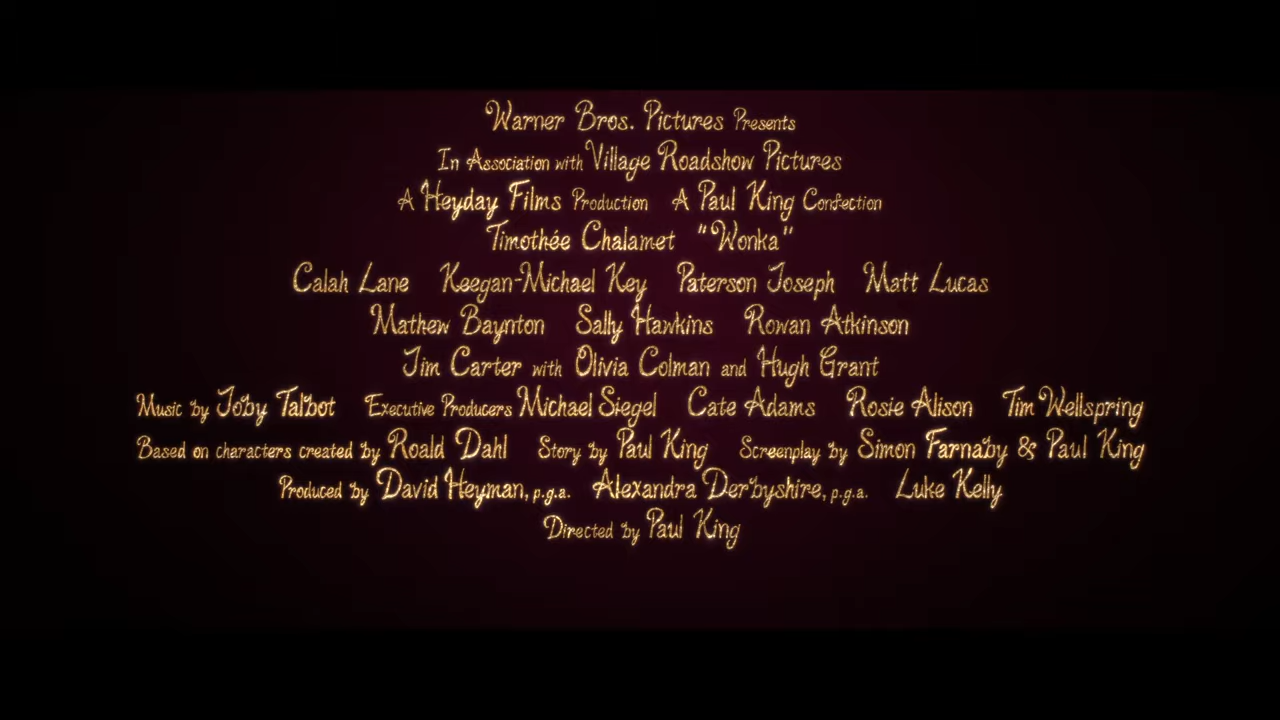 Warner Bros. Pictures Presents
In Association with Village Roadshow Pictures
A Heyday Films Production A Paul King Confection
Timothée Chalamet "Wonka"
Calah Lane Keegan-Michael Key Paterson Joseph Matt Lucas
Mathew Baynton Sally Hawkins Rowan Atkinson
Jim Carter with Olivia Colman and Hugh Grant
Music by Joby Talbot Executive Producers Michael Siegel Cate Adams Rosie Alison Tim Wellspring
Based on characters created by Roald Dahl Story by Paul King Screenplay by Simon Farnaby & Paul King
Produced by David Heyman, p.g.a. Alexandra Derbyshire, p.g.a. Luke Kelly
Directed by Paul King